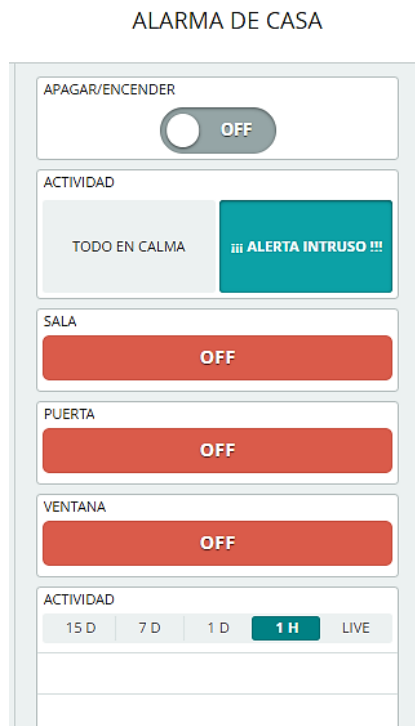 ALARMA DE CASA
APAGAR/ENCENDER
OFF
ACTIVIDAD
TODO EN CALMA
¡¡¡ ALERTA INTRUSO !!!
SALA
OFF
PUERTA
OFF
VENTANA
OFF
ACTIVIDAD
15 D 7 D 1 D 1 H LIVE